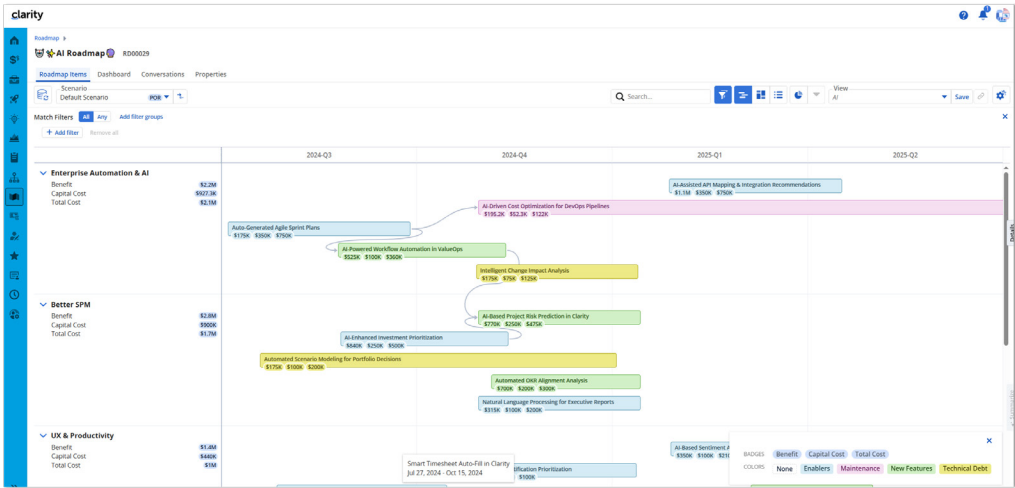 clarity
Roadmap
AI Roadmap RD00029
Roadmap Items Dashboard Conversations Properties
Scenario
Default Scenario POR
Search...
View
AI
Save
Match Filters All Any Add filter groups
+ Add filter Remove all
2024-Q3 2024-Q4 2025-Q1 2025-Q2
Enterprise Automation & AI
Benefit $2.2M
Capital Cost $927.3K
Total Cost $2.1M
AI-Assisted API Mapping & Integration Recommendations
$1.1M $350K $750K
AI-Driven Cost Optimization for DevOps Pipelines
$195.2K $52.3K $122K
Auto-Generated Agile Sprint Plans
$175K $350K $750K
AI-Powered Workflow Automation in ValueOps
$525K $100K $360K
Intelligent Change Impact Analysis
$175K $75K $125K
Details
Better SPM
Benefit $2.8M
Capital Cost $900K
Total Cost $1.7M
AI-Based Project Risk Prediction in Clarity
$770K $250K $475K
AI-Enhanced Investment Prioritization
$840K $250K $500K
Automated Scenario Modeling for Portfolio Decisions
$175K $100K $200K
Automated OKR Alignment Analysis
$700K $200K $300K
Natural Language Processing for Executive Reports
$315K $100K $200K
UX & Productivity
Benefit $1.4M
Capital Cost $440K
Total Cost $1M
AI-Based Sentiment A
$350K $100K
Smart Timesheet Auto-Fill in Clarity
Jul 27, 2024 - Oct 15, 2024
ification Prioritization
$100K
BADGES Benefit Capital Cost Total Cost
COLORS None Enablers Maintenance New Features Technical Debt